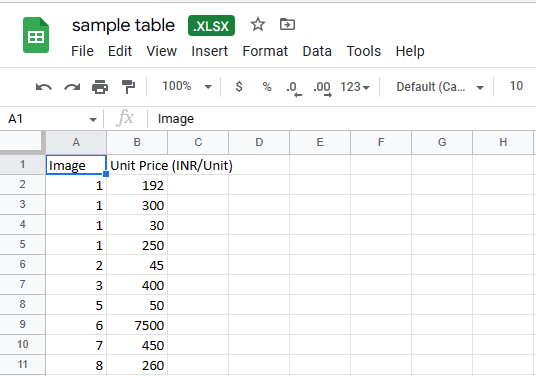 sample table .XLSX
File Edit View Insert Format Data Tools Help
100% $ % .0 .00 123 Default (Ca... 10
A1 fx Image
A B C D E F G H
1 Image Unit Price (INR/Unit)
2 1 192
3 1 300
4 1 30
5 1 250
6 2 45
7 3 400
8 5 50
9 6 7500
10 7 450
11 8 260